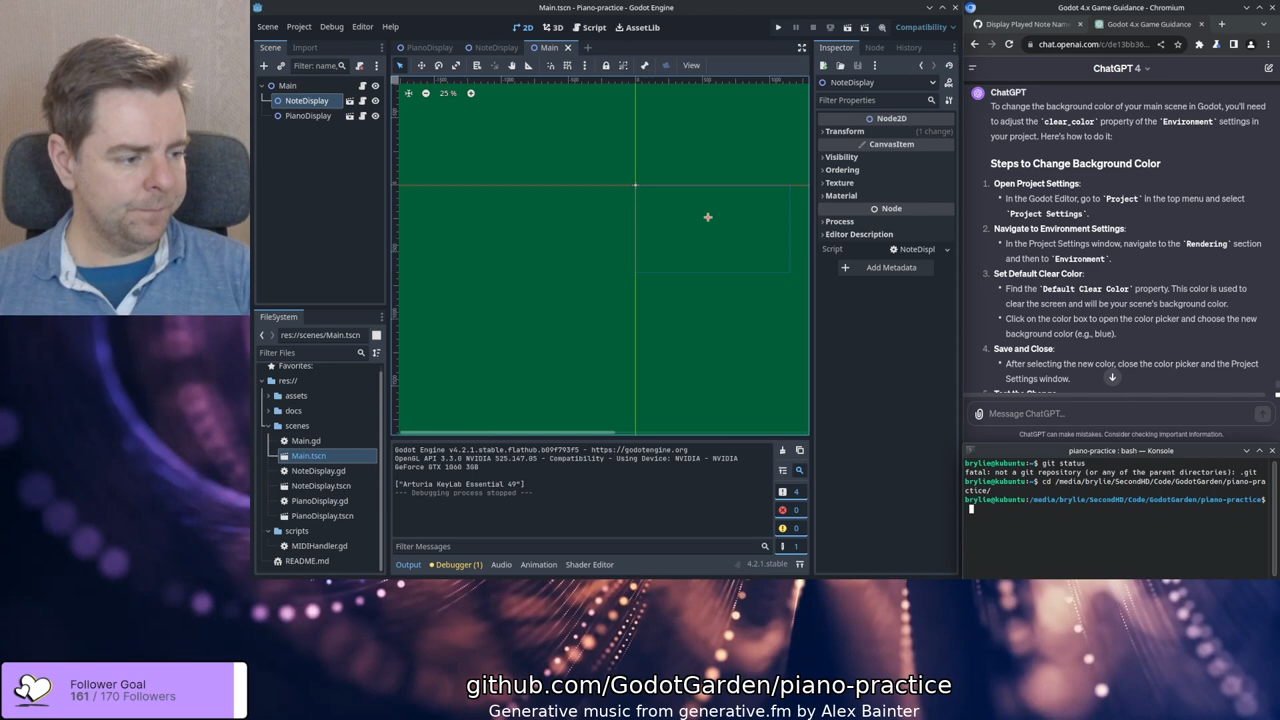 Main.tscn - Piano-practice - Godot Engine
Scene Project Debug Editor Help
2D 3D Script AssetLib
Compatibility
Scene Import
Filter: name,
Main
NoteDisplay
PianoDisplay
FileSystem
res://scenes/Main.tscn
Filter Files
Favorites:
res://
assets
docs
scenes
Main.gd
Main.tscn
NoteDisplay.gd
NoteDisplay.tscn
PianoDisplay.gd
PianoDisplay.tscn
scripts
MIDIHandler.gd
README.md
PianoDisplay NoteDisplay Main
View
25 %
Godot Engine v4.2.1.stable.flathub.b09f793f5 - https://godotengine.org
OpenGL API 3.3.0 NVIDIA 525.147.05 - Compatibility - Using Device: NVIDIA - NVIDIA
GeForce GTX 1060 3GB
["Arturia KeyLab Essential 49"]
--- Debugging process stopped ---
4
0
0
1
Filter Messages
Output Debugger (1) Audio Animation Shader Editor
4.2.1.stable
Inspector Node History
NoteDisplay
Filter Properties
Node2D
Transform (1 change)
CanvasItem
Visibility
Ordering
Texture
Material
Node
Process
Editor Description
Script NoteDispl
Add Metadata
Godot 4.x Game Guidance - Chromium
Display Played Note Name
Godot 4.x Game Guidance
chat.openai.com/c/de13bb36...
ChatGPT 4
ChatGPT
To change the background color of your main scene in Godot, you'll need
to adjust the `clear_color` property of the `Environment` settings in
your project. Here's how to do it:
Steps to Change Background Color
1. Open Project Settings:
• In the Godot Editor, go to `Project` in the top menu and select
`Project Settings`.
2. Navigate to Environment Settings:
• In the Project Settings window, navigate to the `Rendering` section
and then to `Environment`.
3. Set Default Clear Color:
• Find the `Default Clear Color` property. This color is used to
clear the screen and will be your scene's background color.
• Click on the color box to open the color picker and choose the new
background color (e.g., blue).
4. Save and Close:
• After selecting the new color, close the color picker and the Project
Settings window.
Message ChatGPT...
ChatGPT can make mistakes. Consider checking important information.
piano-practice : bash — Konsole
brylie@kubuntu:~$ git status
fatal: not a git repository (or any of the parent directories): .git
brylie@kubuntu:~$ cd /media/brylie/SecondHD/Code/GodotGarden/piano-pra
ctice/
brylie@kubuntu:/media/brylie/SecondHD/Code/GodotGarden/piano-practice$
Follower Goal
161 / 170 Followers
github.com/GodotGarden/piano-practice
Generative music from generative.fm by Alex Bainter